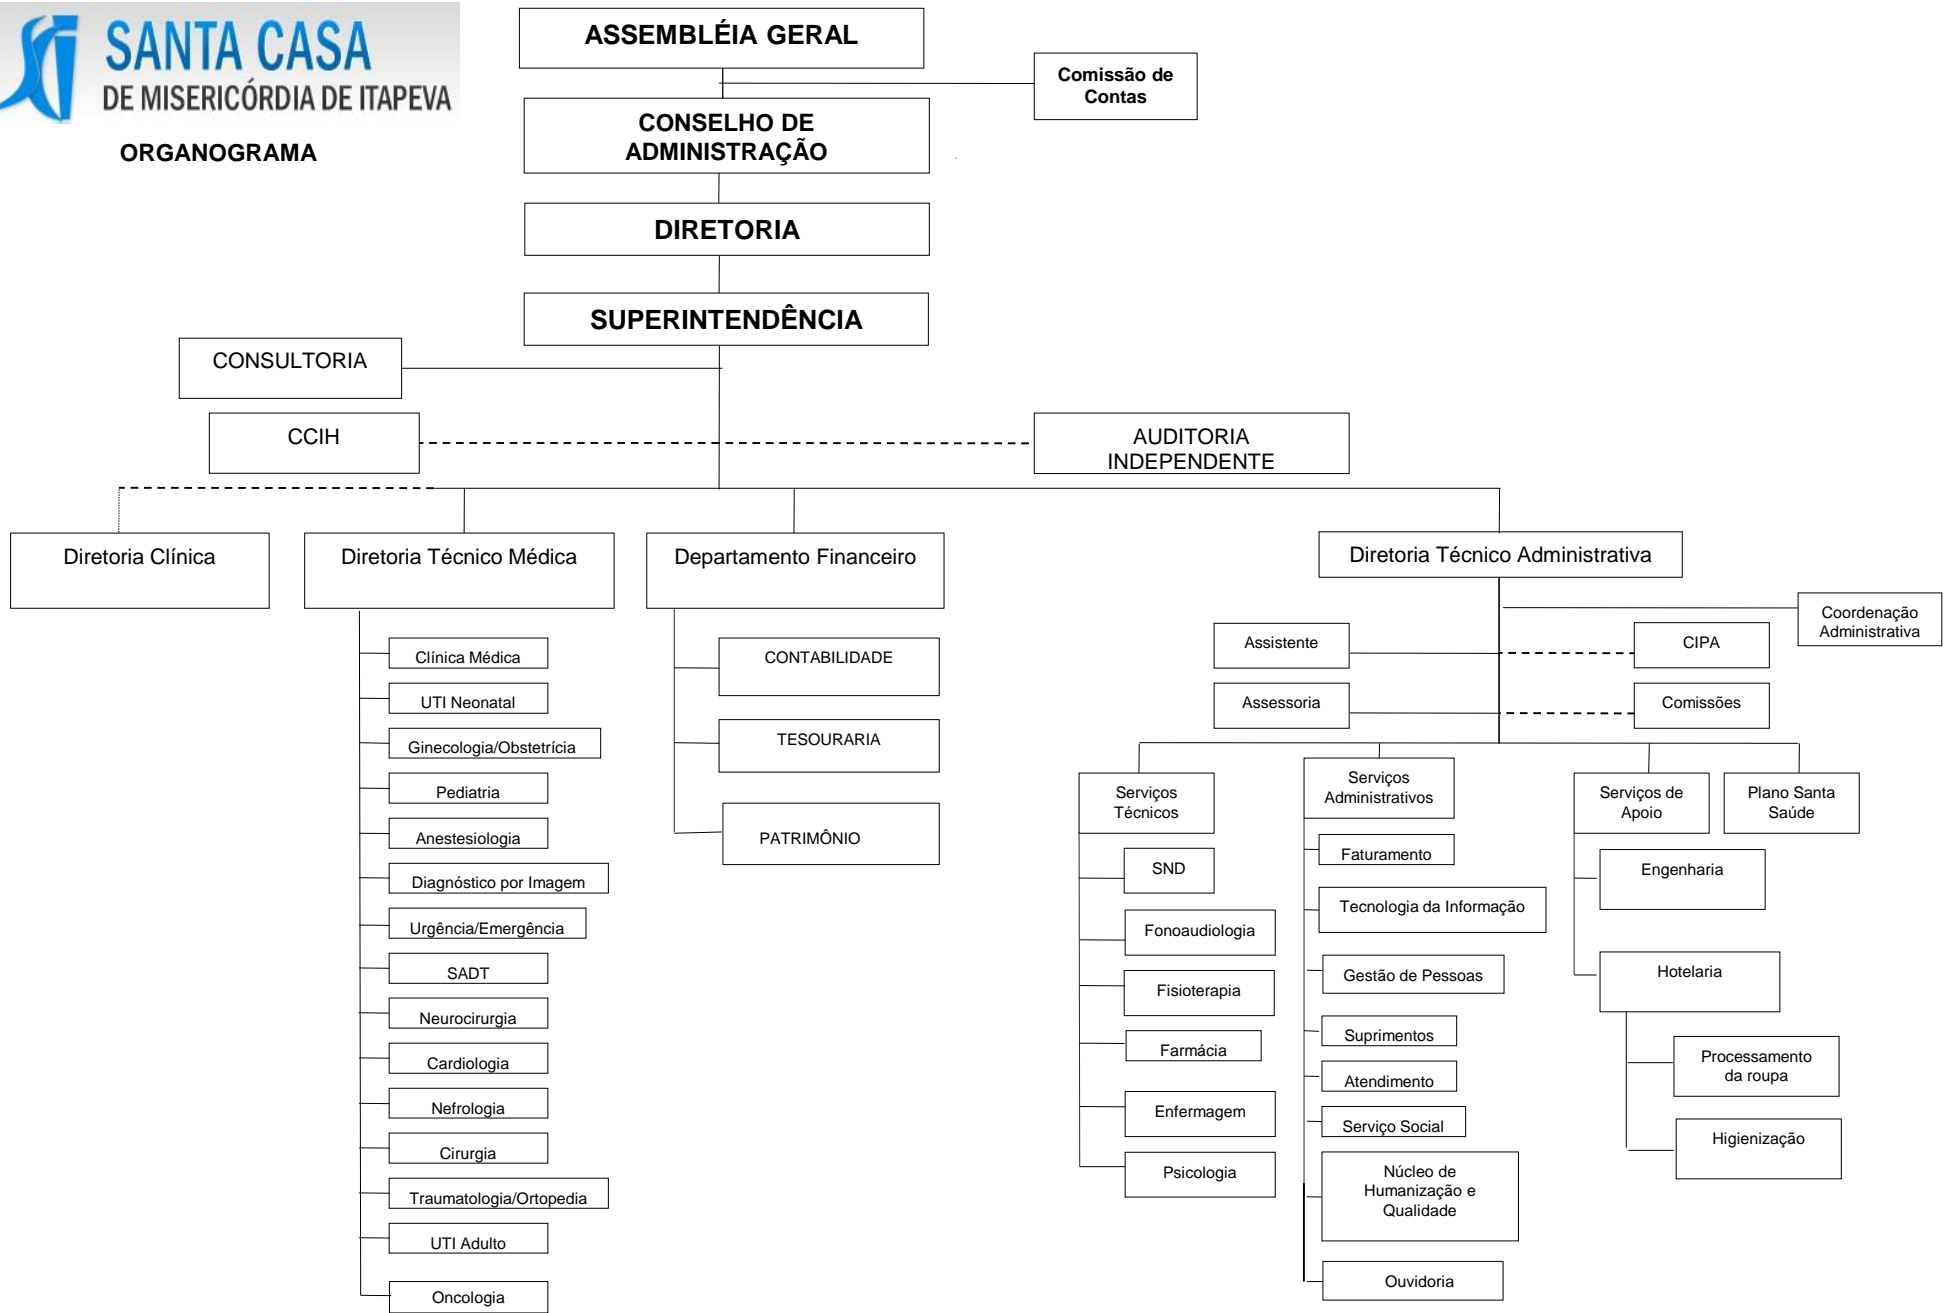 SANTA CASA
DE MISERICÓRDIA DE ITAPEVA
ORGANOGRAMA
ASSEMBLÉIA GERAL
Comissão de
Contas
CONSELHO DE
ADMINISTRAÇÃO
DIRETORIA
SUPERINTENDÊNCIA
CONSULTORIA
CCIH
AUDITORIA
INDEPENDENTE
Diretoria Clínica
Diretoria Técnico Médica
Departamento Financeiro
Diretoria Técnico Administrativa
Clínica Médica
UTI Neonatal
Ginecologia/Obstetrícia
Pediatria
Anestesiologia
Diagnóstico por Imagem
Urgência/Emergência
SADT
Neurocirurgia
Cardiologia
Nefrologia
Cirurgia
Traumatologia/Ortopedia
UTI Adulto
Oncologia
CONTABILIDADE
TESOURARIA
PATRIMÔNIO
Coordenação
Administrativa
Assistente
CIPA
Assessoria
Comissões
Serviços
Técnicos
SND
Fonoaudiologia
Fisioterapia
Farmácia
Enfermagem
Psicologia
Serviços
Administrativos
Faturamento
Tecnologia da Informação
Gestão de Pessoas
Suprimentos
Atendimento
Serviço Social
Núcleo de
Humanização e
Qualidade
Ouvidoria
Serviços de
Apoio
Engenharia
Hotelaria
Processamento
da roupa
Higienização
Plano Santa
Saúde